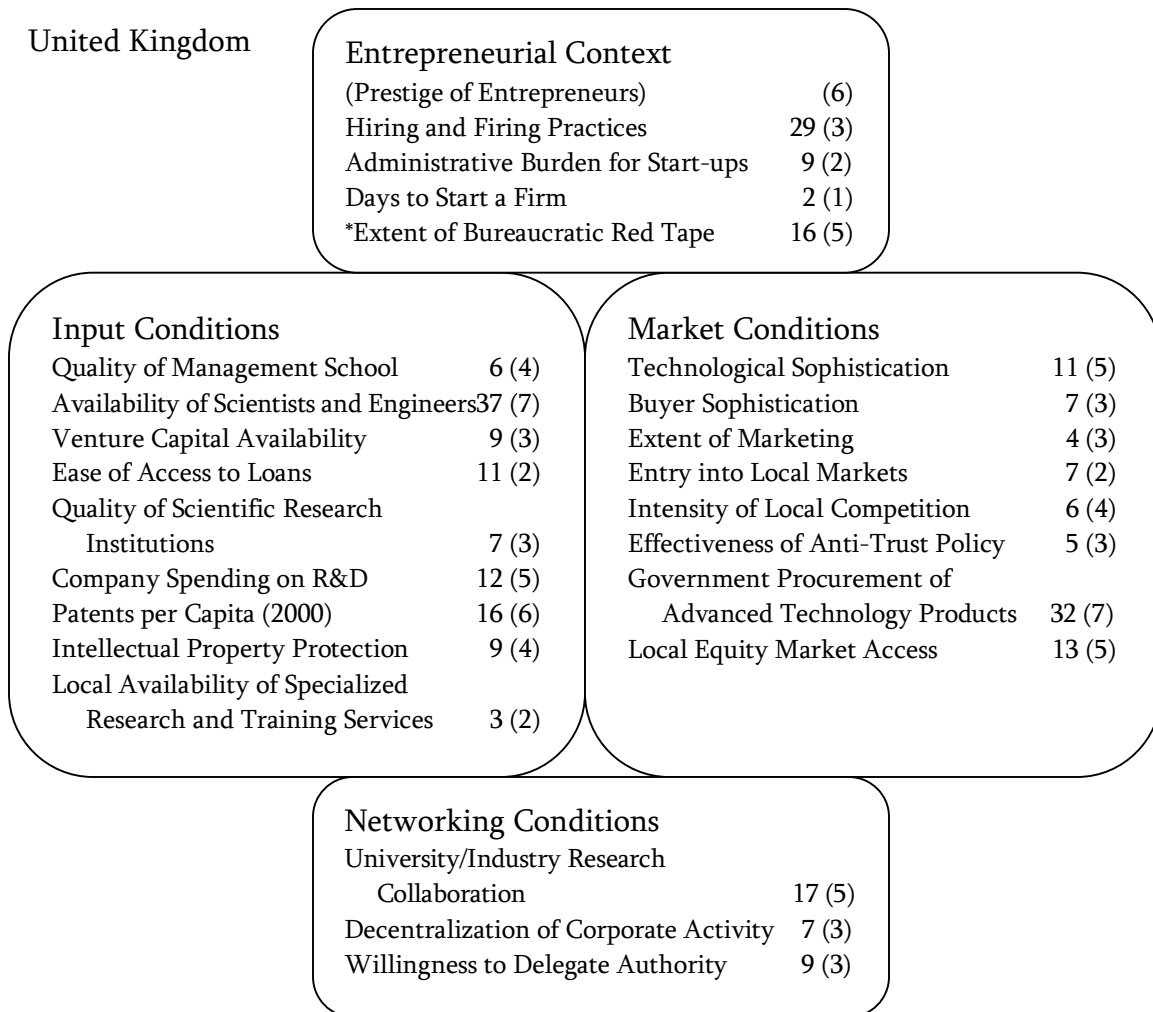 United Kingdom
Entrepreneurial Context
(Prestige of Entrepreneurs) (6)
Hiring and Firing Practices 29 (3)
Administrative Burden for Start-ups 9 (2)
Days to Start a Firm 2 (1)
*Extent of Bureaucratic Red Tape 16 (5)
Input Conditions
Quality of Management School 6 (4)
Availability of Scientists and Engineers37 (7)
Venture Capital Availability 9 (3)
Ease of Access to Loans 11 (2)
Quality of Scientific Research
Institutions 7 (3)
Company Spending on R&D 12 (5)
Patents per Capita (2000) 16 (6)
Intellectual Property Protection 9 (4)
Local Availability of Specialized
Research and Training Services 3 (2)
Market Conditions
Technological Sophistication 11 (5)
Buyer Sophistication 7 (3)
Extent of Marketing 4 (3)
Entry into Local Markets 7 (2)
Intensity of Local Competition 6 (4)
Effectiveness of Anti-Trust Policy 5 (3)
Government Procurement of
Advanced Technology Products 32 (7)
Local Equity Market Access 13 (5)
Networking Conditions
University/Industry Research
Collaboration 17 (5)
Decentralization of Corporate Activity 7 (3)
Willingness to Delegate Authority 9 (3)